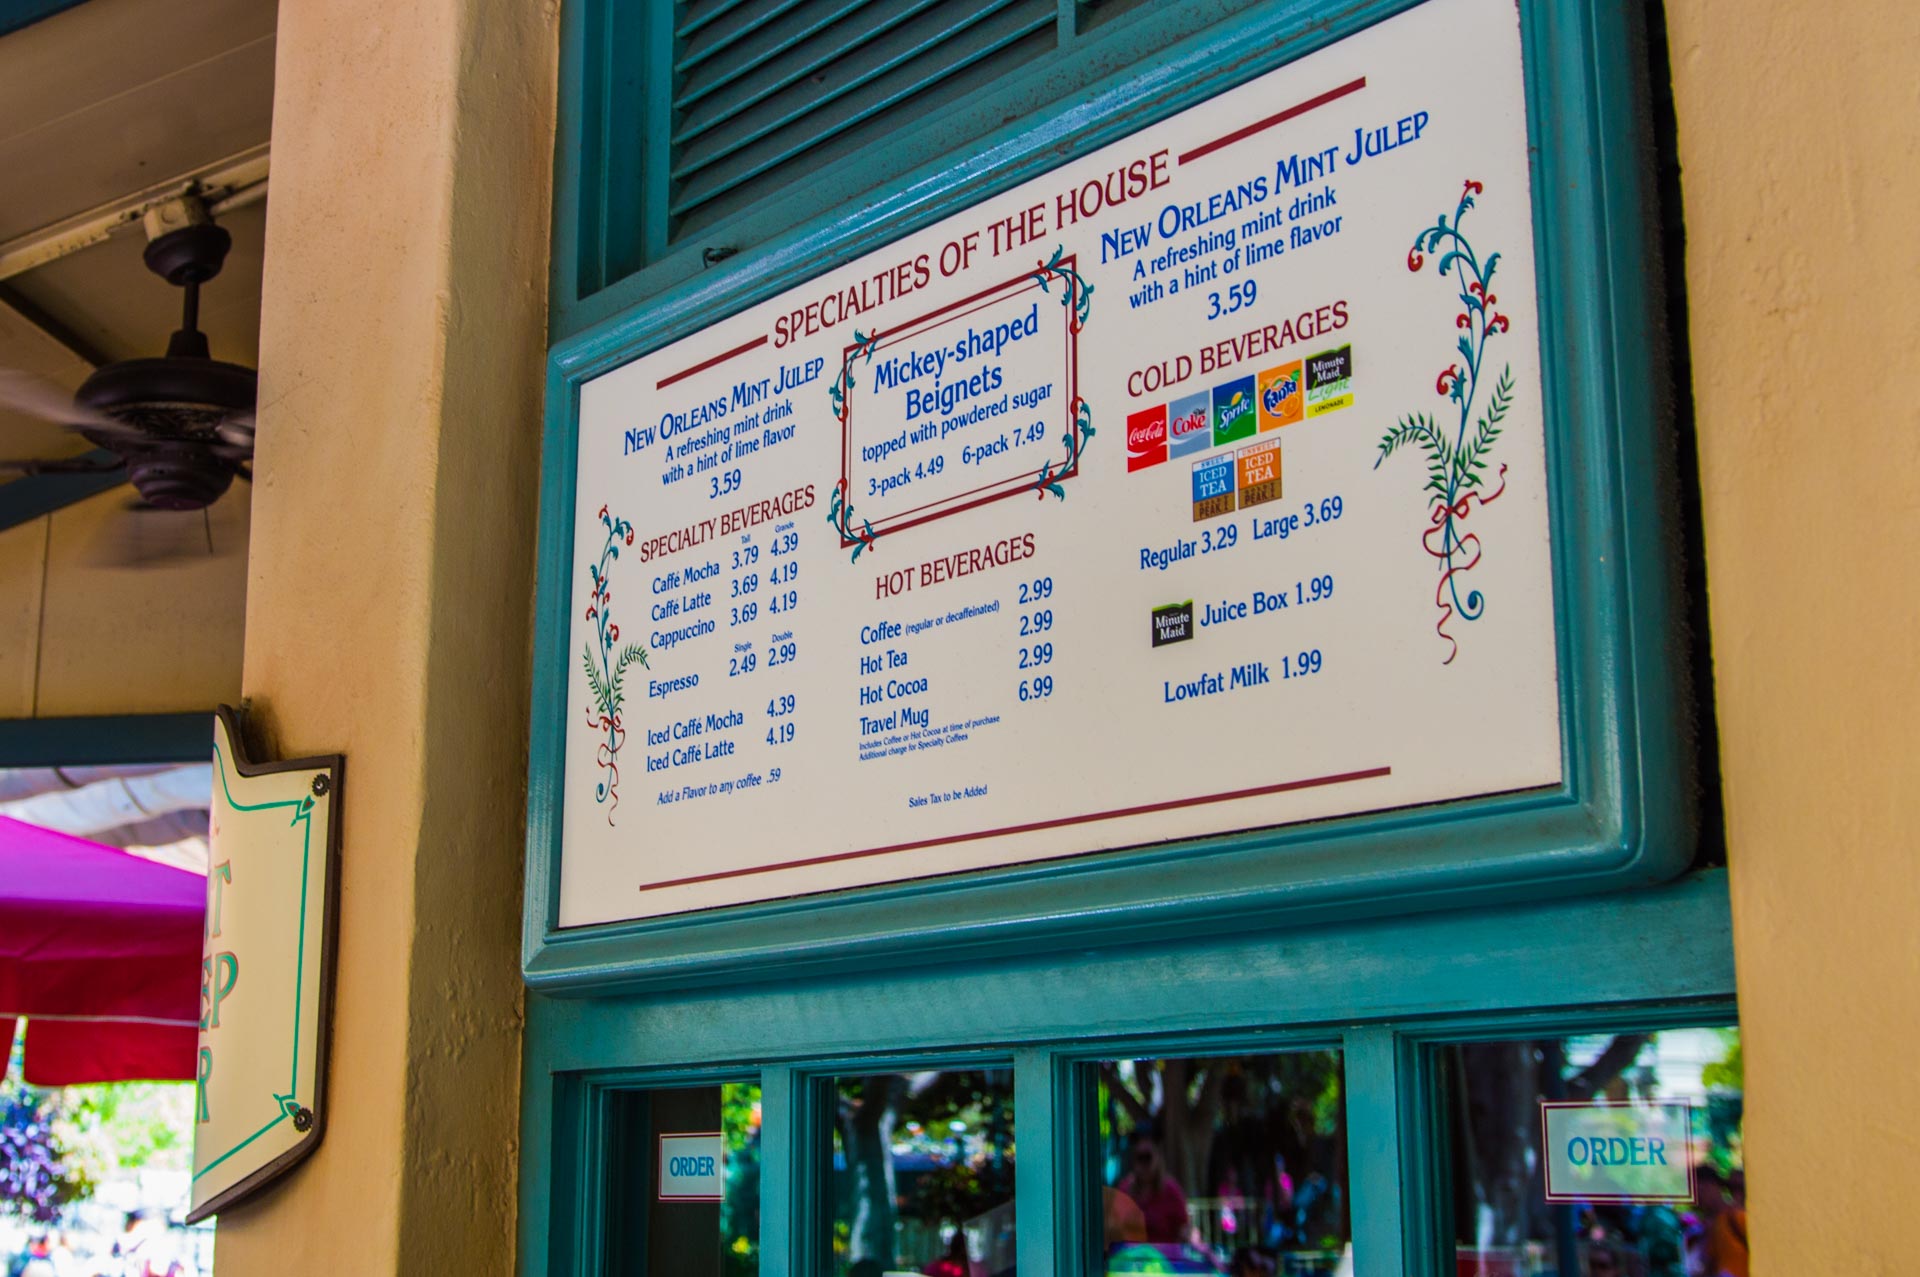 SPECIALTIES OF THE HOUSE
NEW ORLEANS MINT JULEP
A refreshing mint drink
with a hint of lime flavor
3.59
SPECIALTY BEVERAGES
Tall Grande
Caffé Mocha 3.79 4.39
Caffé Latte 3.69 4.19
Cappuccino 3.69 4.19
Single Double
Espresso 2.49 2.99
Iced Caffé Mocha 4.39
Iced Caffé Latte 4.19
Add a Flavor to any coffee .59
Mickey-shaped
Beignets
topped with powdered sugar
3-pack 4.49 6-pack 7.49
HOT BEVERAGES
Coffee (regular or decaffeinated) 2.99
Hot Tea 2.99
Hot Cocoa 2.99
Travel Mug 6.99
Includes Coffee or Hot Cocoa at time of purchase
Additional charge for Specialty Coffees
Sales Tax to be Added
NEW ORLEANS MINT JULEP
A refreshing mint drink
with a hint of lime flavor
3.59
COLD BEVERAGES
Coca-Cola Diet Coke Sprite Fanta Minute Maid Light LEMONADE
SWEET ICED TEA GOLD PEAK UNSWEET ICED TEA GOLD PEAK
Regular 3.29 Large 3.69
Minute Maid Juice Box 1.99
Lowfat Milk 1.99
T
EP
R
ORDER
ORDER